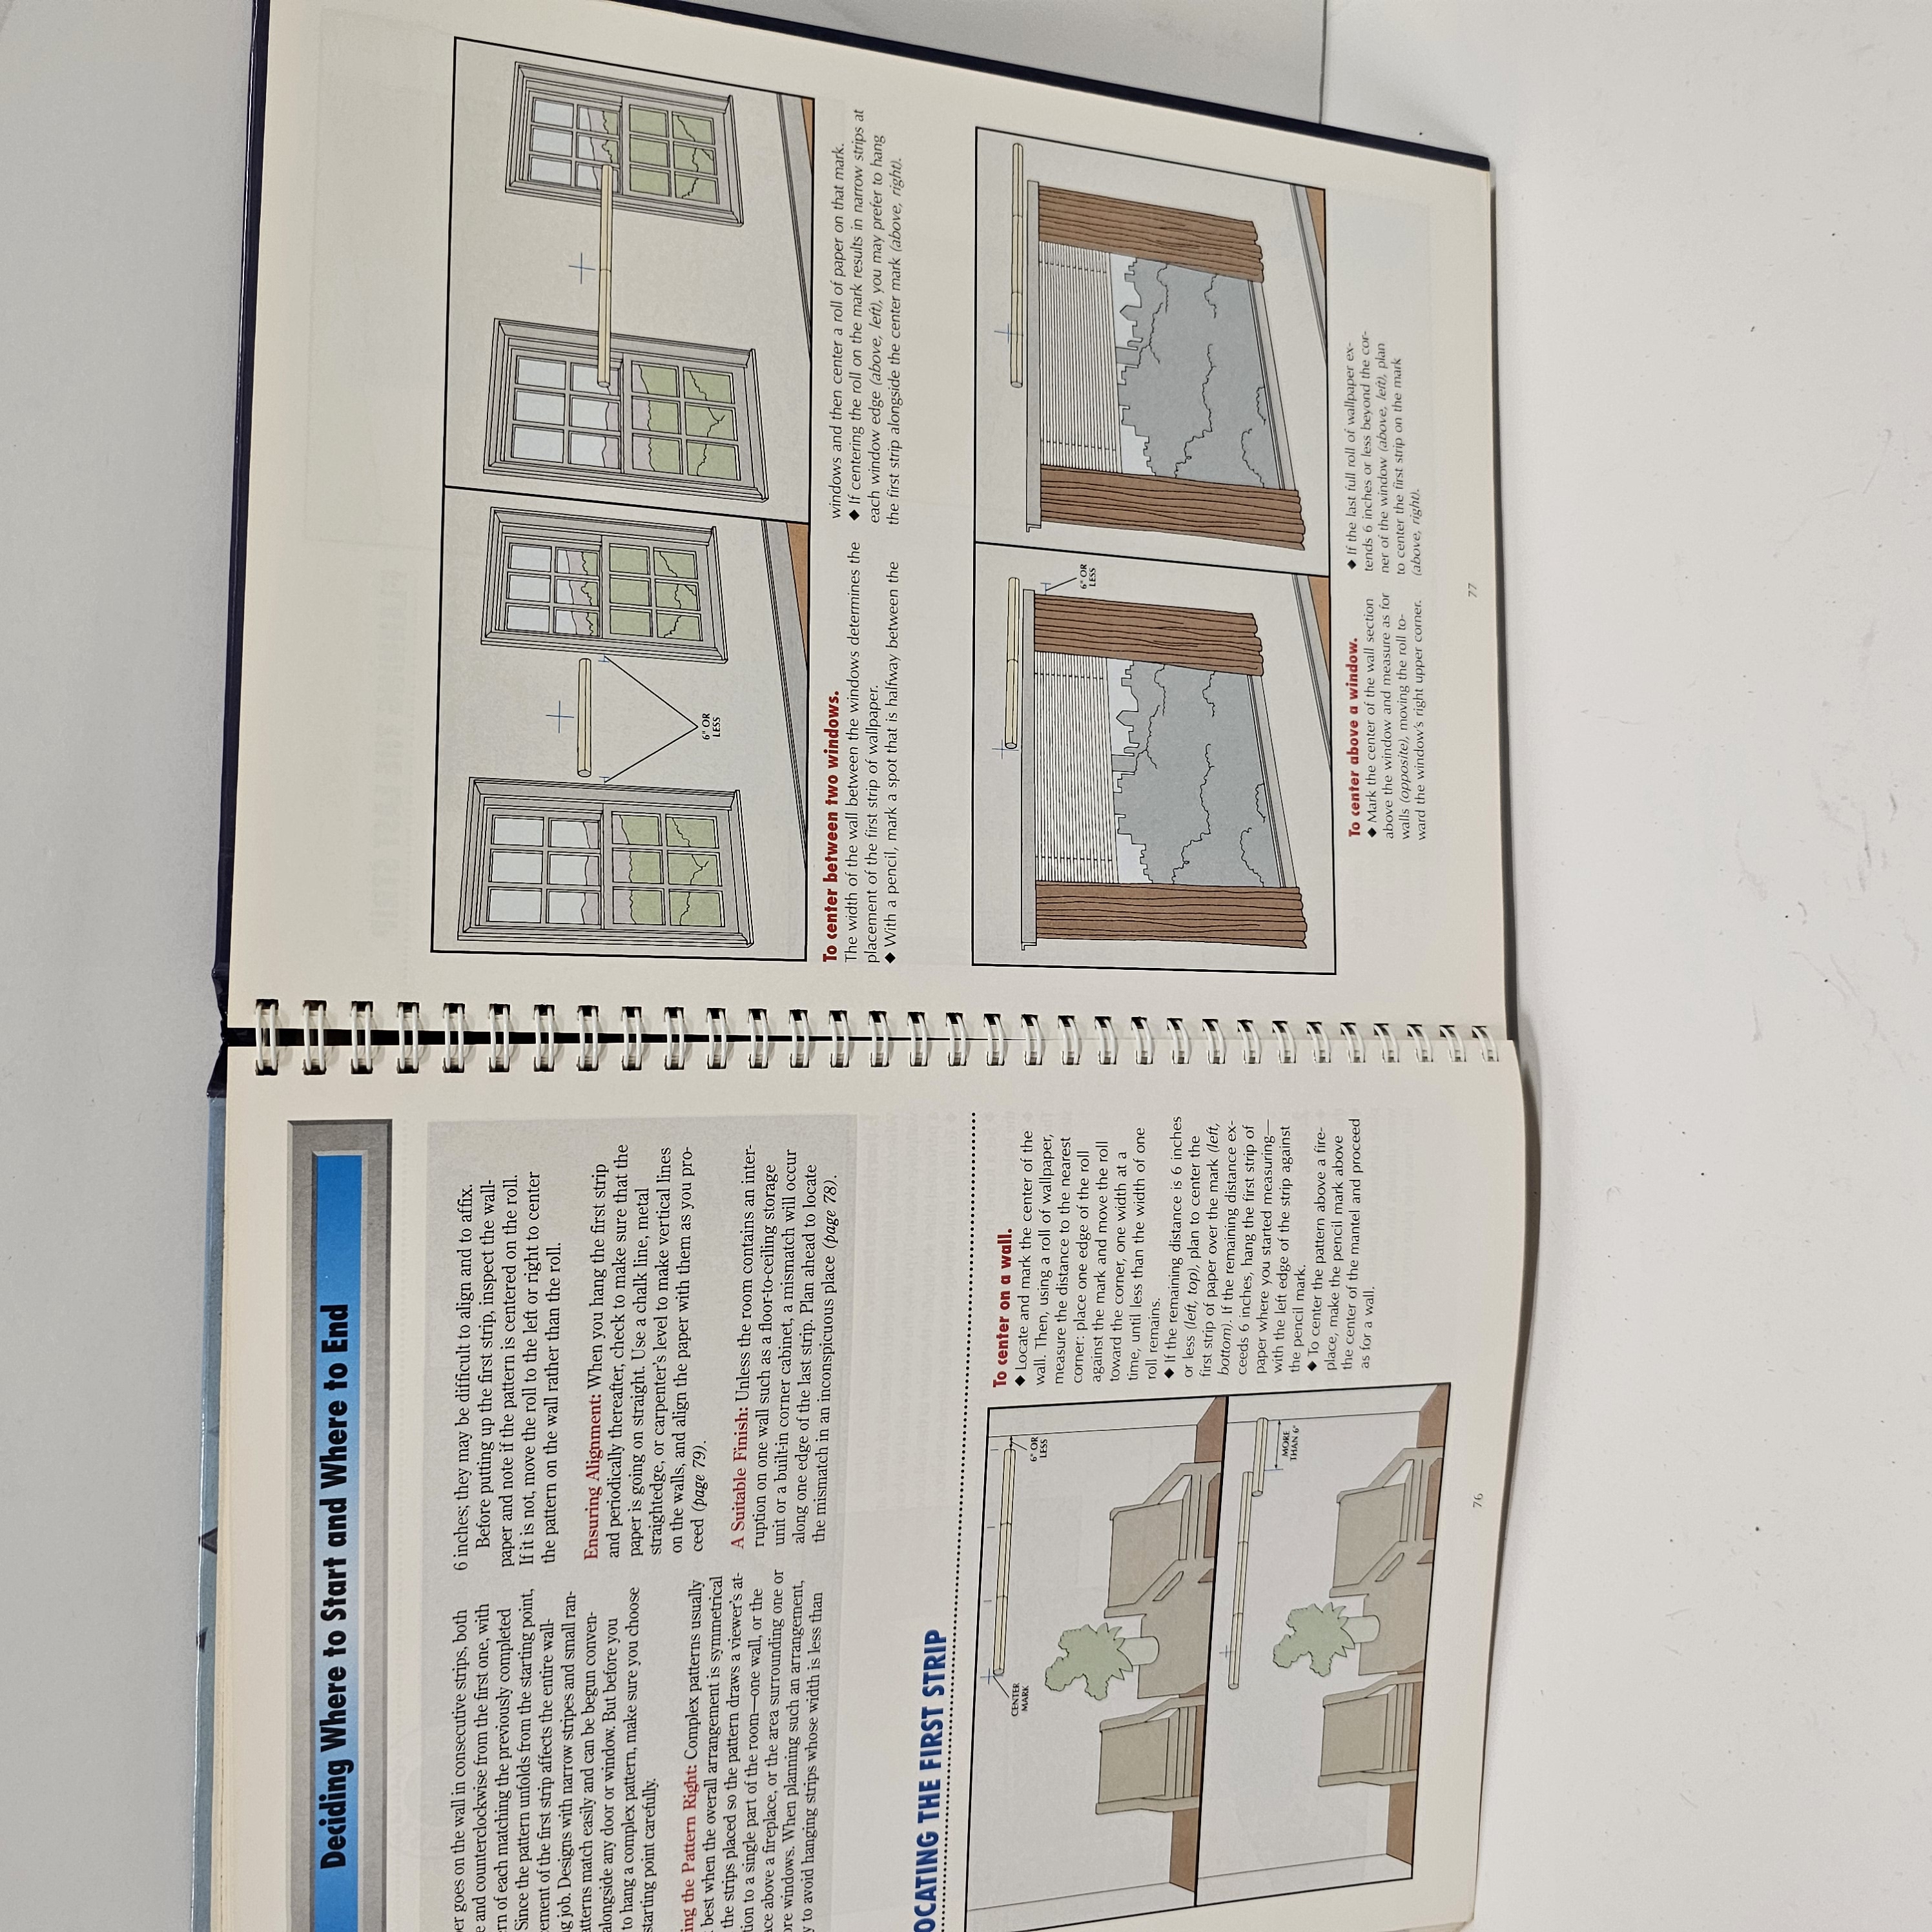 Deciding Where to Start and Where to End
goes on the wall in consecutive strips, both
and counterclockwise from the first one, with
of each matching the previously completed
Since the pattern unfolds from the starting point,
of the first strip affects the entire wall-
job. Designs with narrow stripes and small ran-
match easily and can be begun conven-
alongside any door or window. But before you
to hang a complex pattern, make sure you choose
starting point carefully.
the Pattern Right: Complex patterns usually
best when the overall arrangement is symmetrical
the strips placed so the pattern draws a viewer's at-
tion to a single part of the room—one wall, or the
above a fireplace, or the area surrounding one or
windows. When planning such an arrangement,
to avoid hanging strips whose width is less than
6 inches; they may be difficult to align and to affix.
Before putting up the first strip, inspect the wall-
paper and note if the pattern is centered on the roll.
If it is not, move the roll to the left or right to center
the pattern on the wall rather than the roll.
Ensuring Alignment: When you hang the first strip
and periodically thereafter, check to make sure that the
paper is going on straight. Use a chalk line, metal
straightedge, or carpenter's level to make vertical lines
on the walls, and align the paper with them as you pro-
ceed (page 79).
A Suitable Finish: Unless the room contains an inter-
ruption on one wall such as a floor-to-ceiling storage
unit or a built-in corner cabinet, a mismatch will occur
along one edge of the last strip. Plan ahead to locate
the mismatch in an inconspicuous place (page 78).
OCATING THE FIRST STRIP
CENTER
MARK
6" OR
LESS
MORE
THAN 6"
To center on a wall.
◆ Locate and mark the center of the
wall. Then, using a roll of wallpaper,
measure the distance to the nearest
corner: place one edge of the roll
against the mark and move the roll
toward the corner, one width at a
time, until less than the width of one
roll remains.
◆ If the remaining distance is 6 inches
or less (left, top), plan to center the
first strip of paper over the mark (left,
bottom). If the remaining distance ex-
ceeds 6 inches, hang the first strip of
paper where you started measuring—
with the left edge of the strip against
the pencil mark.
◆ To center the pattern above a fire-
place, make the pencil mark above
the center of the mantel and proceed
as for a wall.
76
6" OR
LESS
To center between two windows.
The width of the wall between the windows determines the
placement of the first strip of wallpaper.
◆ With a pencil, mark a spot that is halfway between the
windows and then center a roll of paper on that mark.
◆ If centering the roll on the mark results in narrow strips at
each window edge (above, left), you may prefer to hang
the first strip alongside the center mark (above, right).
6" OR
LESS
To center above a window.
◆ Mark the center of the wall section
above the window and measure as for
walls (opposite), moving the roll to-
ward the window's right upper corner.
◆ If the last full roll of wallpaper ex-
tends 6 inches or less beyond the cor-
ner of the window (above, left), plan
to center the first strip on the mark
(above, right).
77